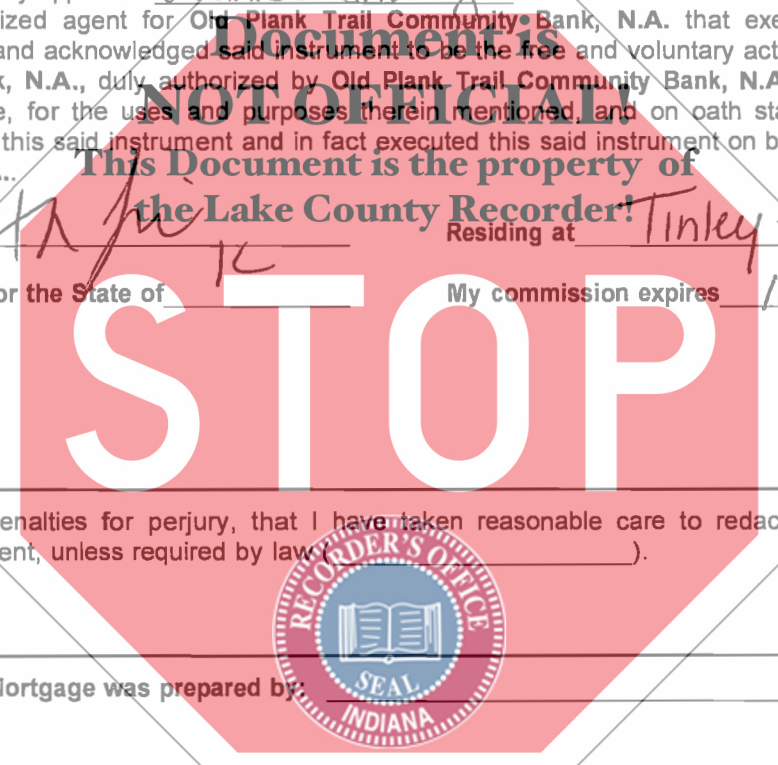 ized agent for Old Plank Trail Community Bank, N.A. that exe
Document is
and acknowledged said instrument to be the free and voluntary act
k, N.A., duly authorized by Old Plank Trail Community Bank, N.A
NOT OFFICIAL!
e, for the uses and purposes therein mentioned, and on oath sta
this said instrument and in fact executed this said instrument on b
This Document is the property of
the Lake County Recorder!
Residing at Tinley
or the State of
My commission expires
STOP
enalties for perjury, that I have taken reasonable care to redac
ent, unless required by law ( ).
RECORDER'S OFFICE
SEAL
INDIANA
Mortgage was prepared by: